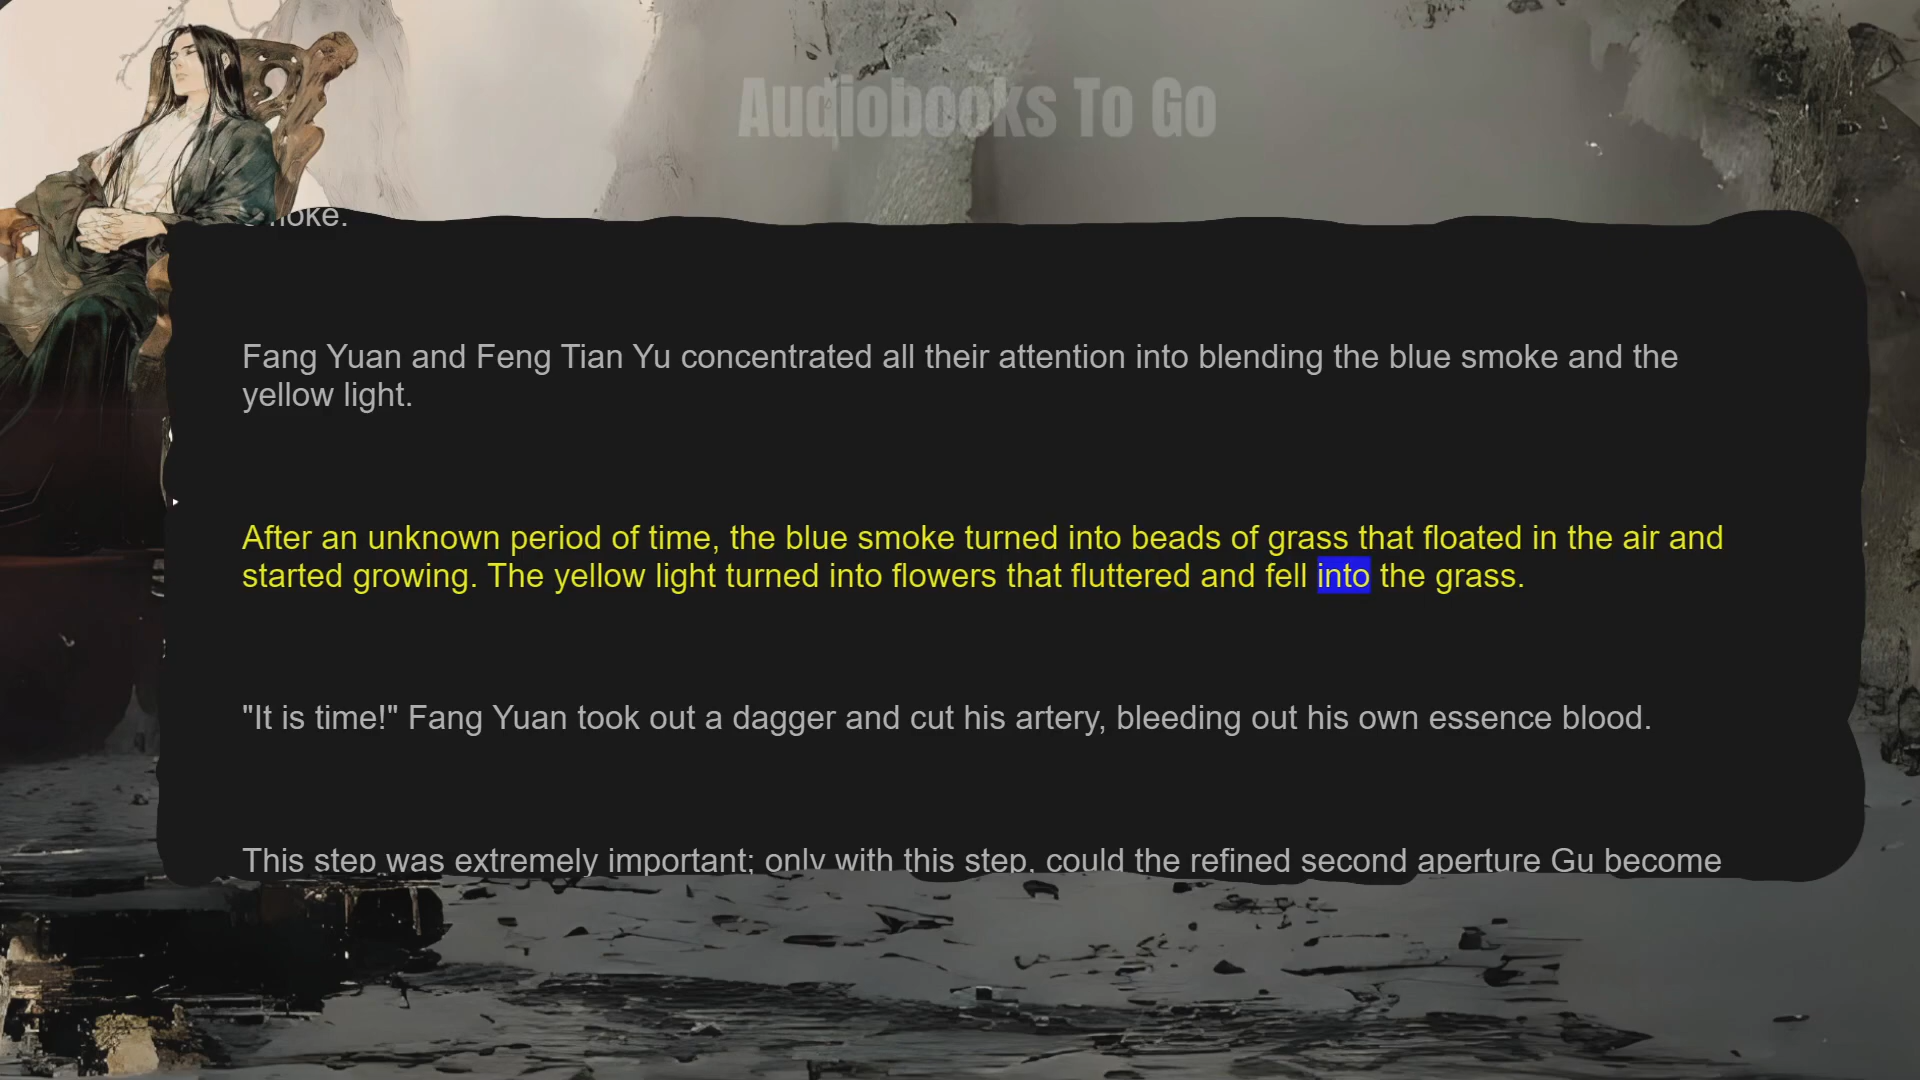 Audiobooks To Go
Fang Yuan and Feng Tian Yu concentrated all their attention into blending the blue smoke and the
yellow light.
After an unknown period of time, the blue smoke turned into beads of grass that floated in the air and
started growing. The yellow light turned into flowers that fluttered and fell into the grass.
"It is time!" Fang Yuan took out a dagger and cut his artery, bleeding out his own essence blood.
This step was extremely important; only with this step, could the refined second aperture Gu become